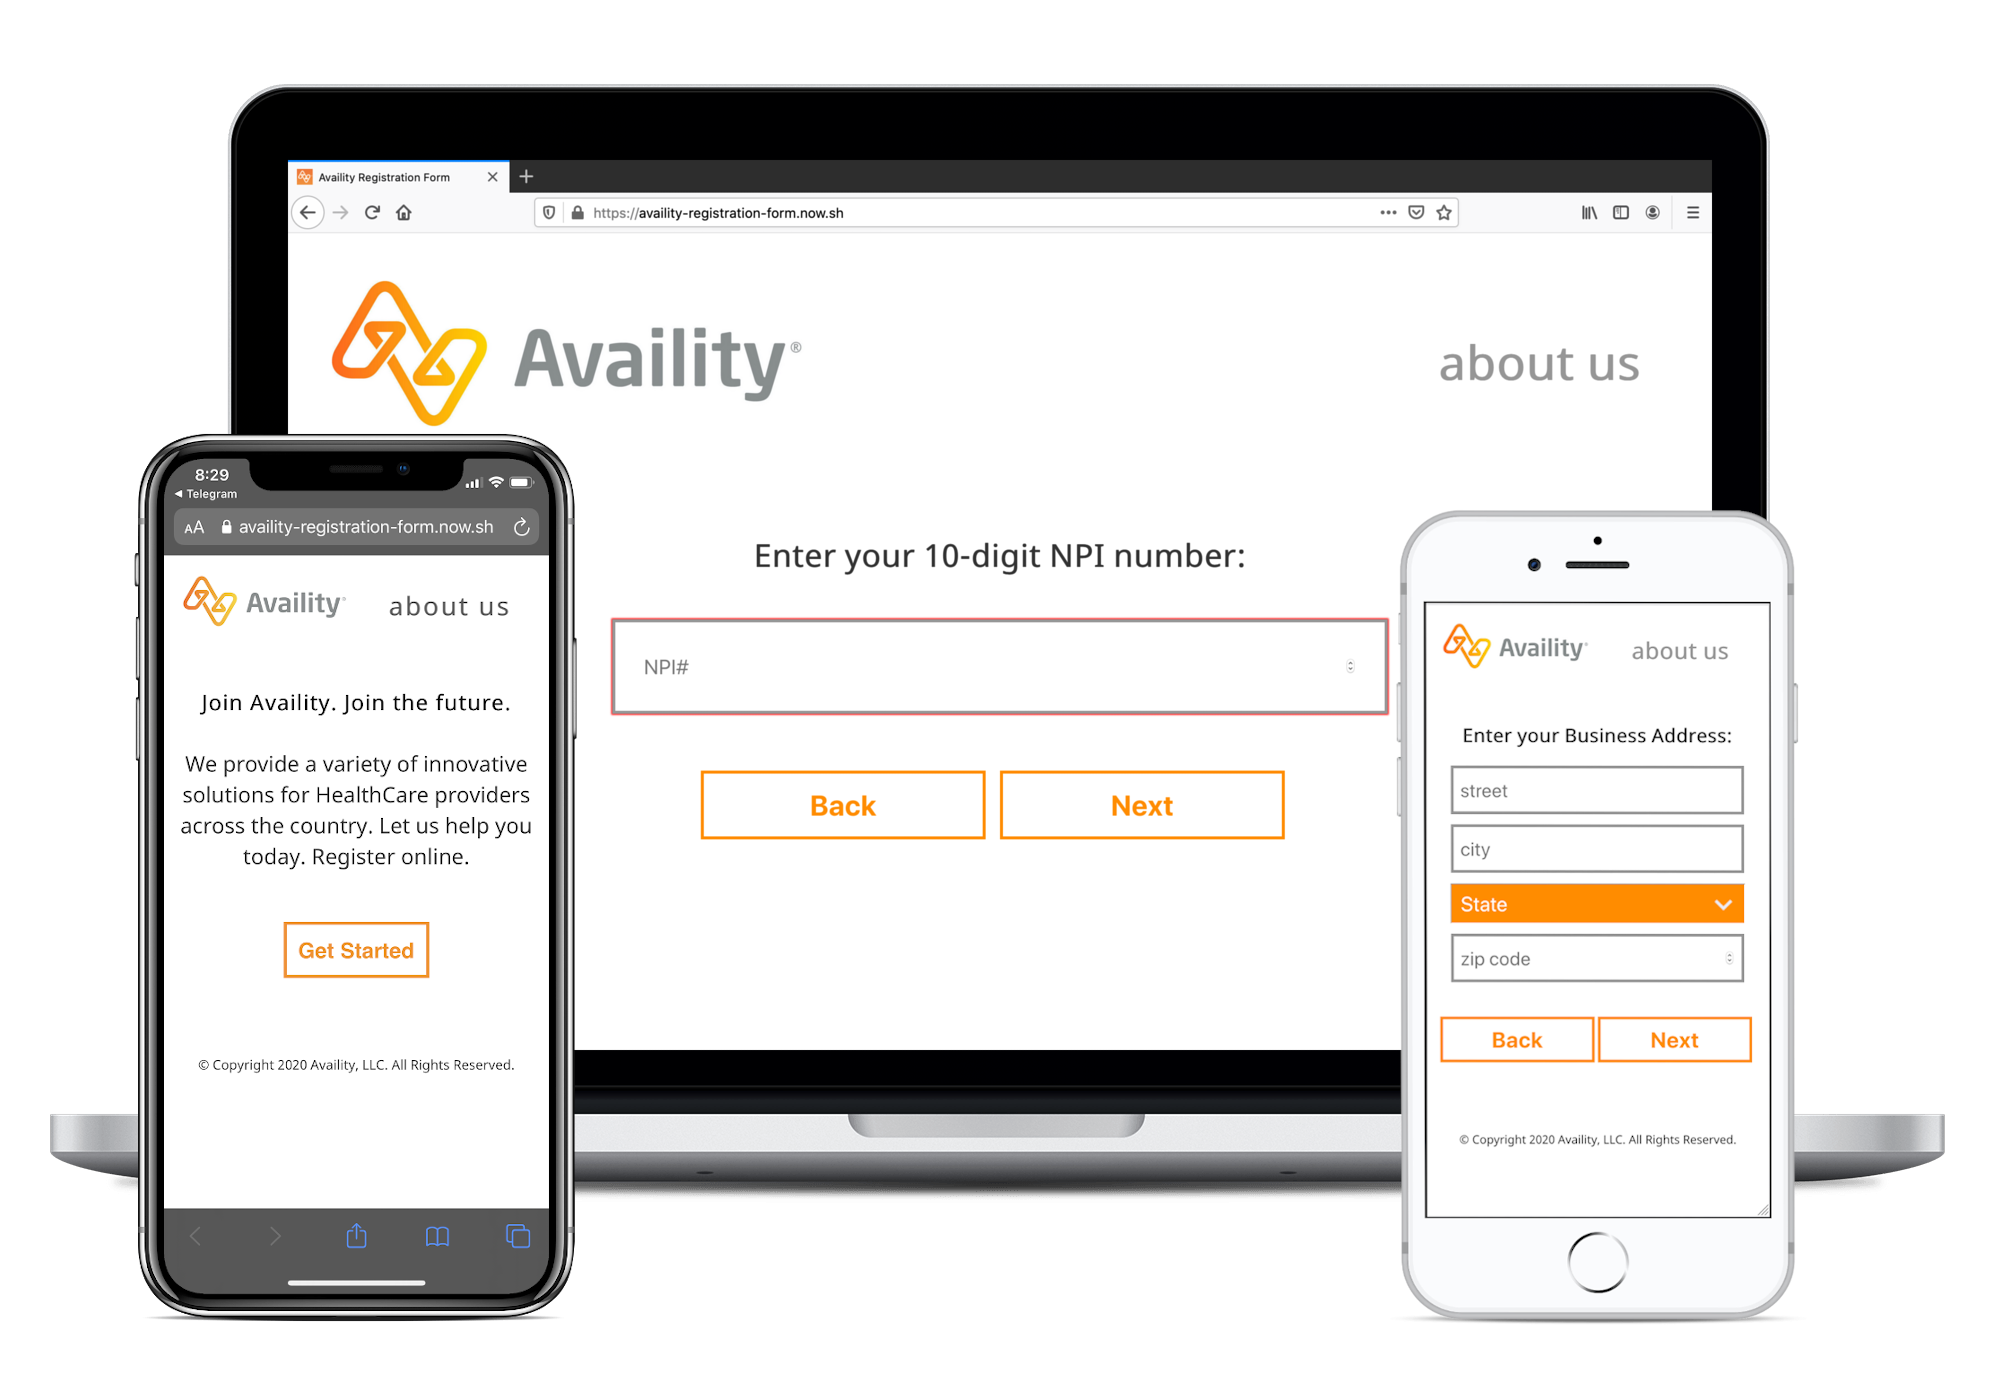 Availity Registration Form
https://availity-registration-form.now.sh
Availity®
about us
Enter your 10-digit NPI number:
NPI#
Back Next
8:29
Telegram
AA availity-registration-form.now.sh
Availity®
about us
Join Availity. Join the future.
We provide a variety of innovative
solutions for HealthCare providers
across the country. Let us help you
today. Register online.
Get Started
© Copyright 2020 Availity, LLC. All Rights Reserved.
Availity®
about us
Enter your Business Address:
street
city
State
zip code
Back Next
© Copyright 2020 Availity, LLC. All Rights Reserved.